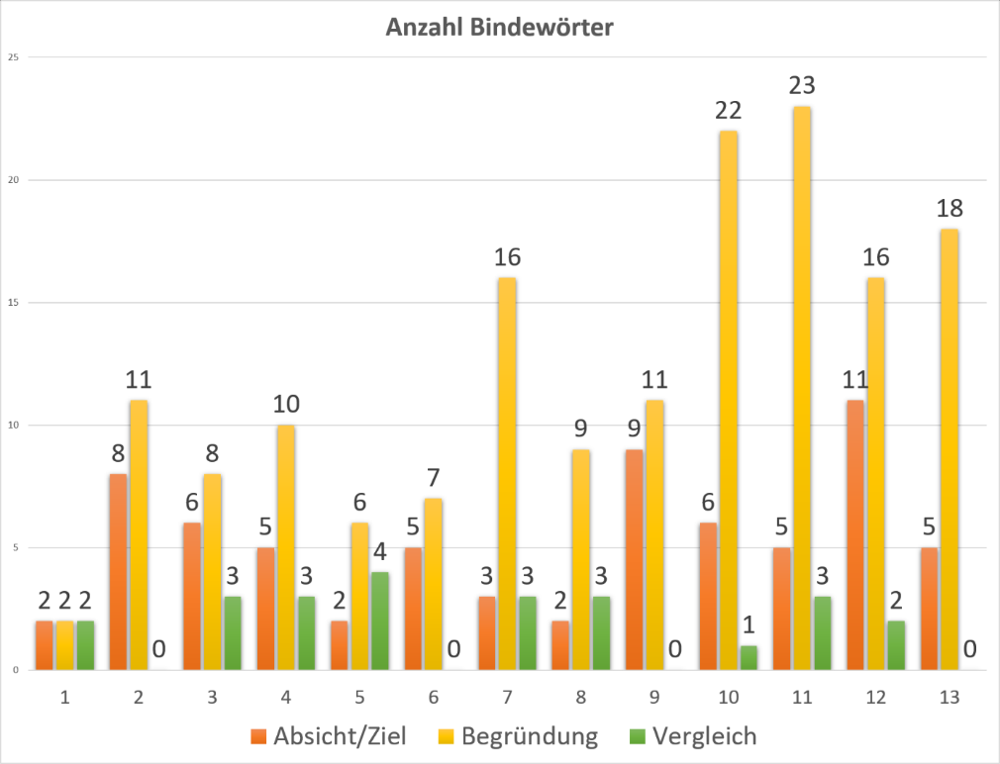 Anzahl Bindewörter
25
20
15
10
5
0
2 2 2
8 11 0
6 8 3
5 10 3
2 6 4
5 7 0
3 16 3
2 9 3
9 11 0
6 22 1
5 23 3
11 16 2
5 18 0
1 2 3 4 5 6 7 8 9 10 11 12 13
Absicht/Ziel Begründung Vergleich